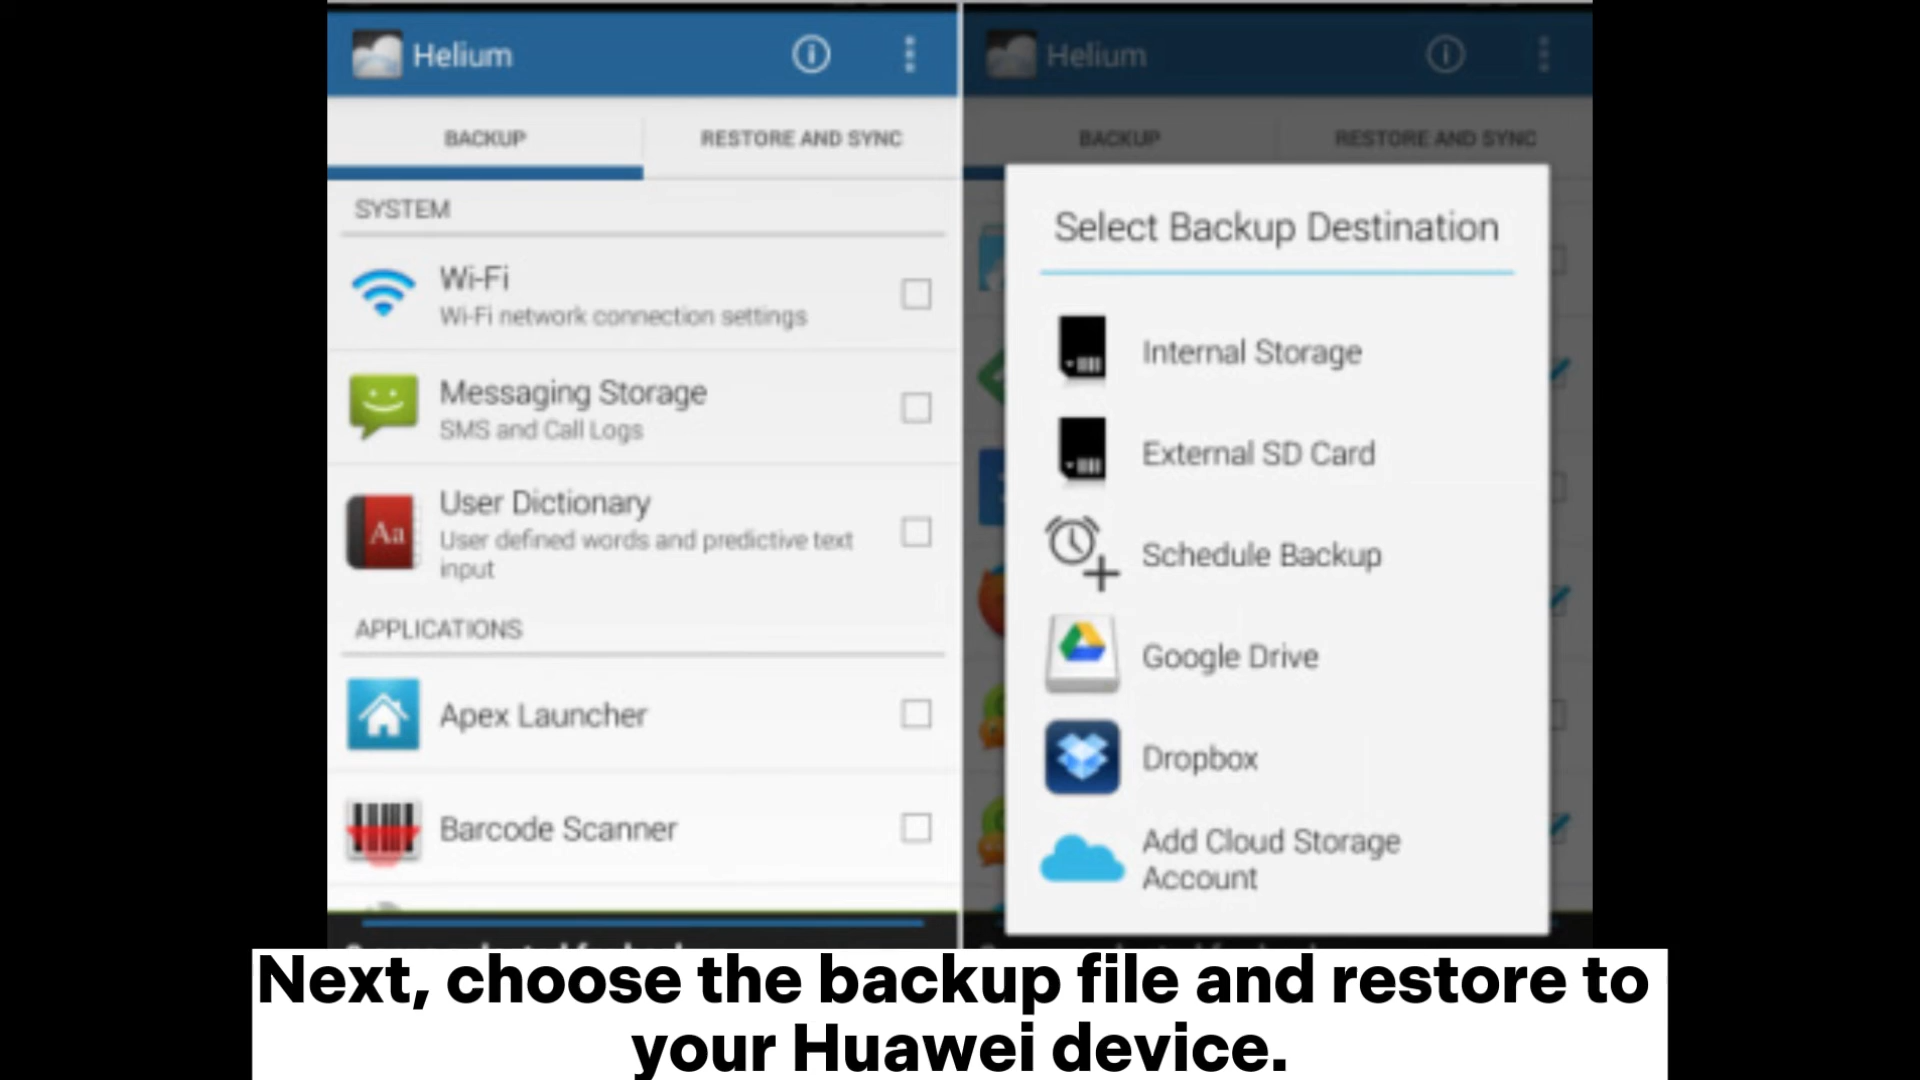 Helium
BACKUP
RESTORE AND SYNC
SYSTEM
Wi-Fi
Wi-Fi network connection settings
Messaging Storage
SMS and Call Logs
User Dictionary
Aa
User defined words and predictive text
input
APPLICATIONS
Apex Launcher
Barcode Scanner
Helium
BACKUP
RESTORE AND SYNC
Select Backup Destination
Internal Storage
External SD Card
Schedule Backup
Google Drive
Dropbox
Add Cloud Storage
Account
Next, choose the backup file and restore to
your Huawei device.